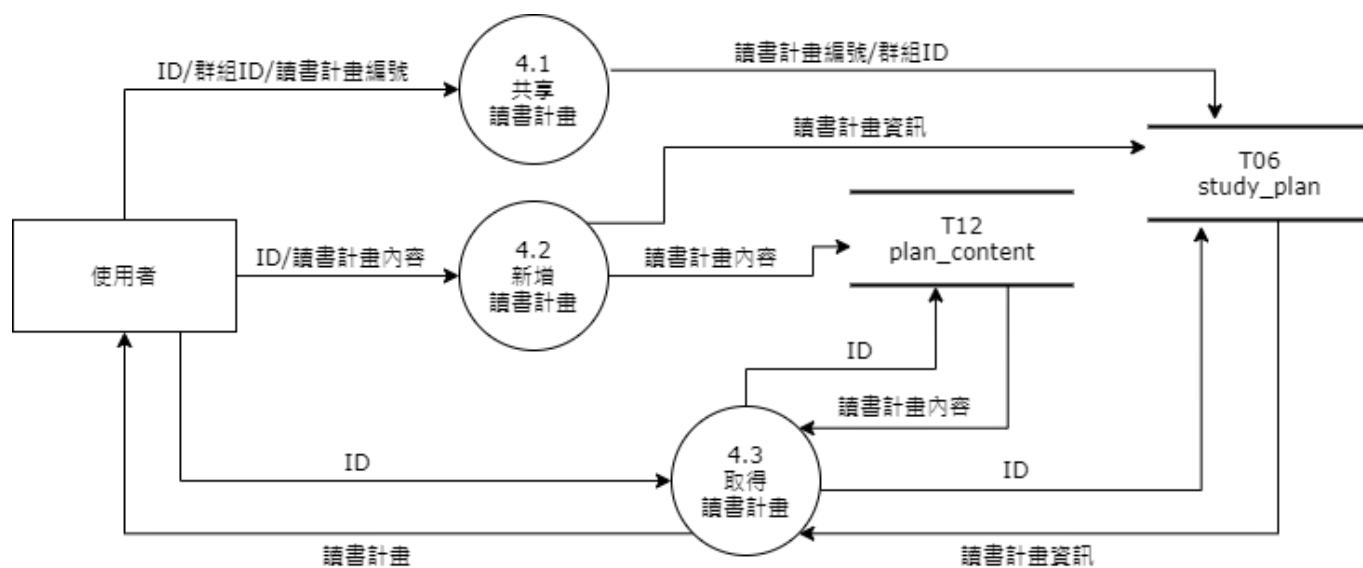 4.1
共享
讀書計畫
ID/群組ID/讀書計畫編號
讀書計畫編號/群組ID
讀書計畫資訊
T06
study_plan
T12
plan_content
4.2
新增
讀書計畫
使用者
ID/讀書計畫內容
讀書計畫內容
ID
讀書計畫內容
4.3
取得
讀書計畫
ID
ID
讀書計畫
讀書計畫資訊